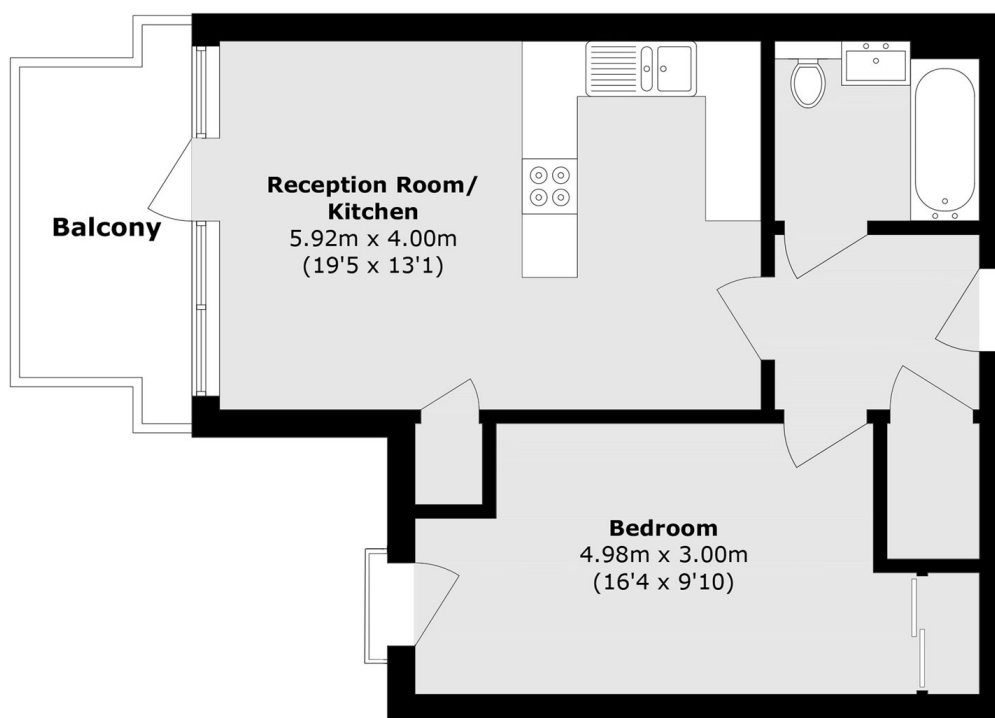 Reception Room/
Kitchen
5.92m x 4.00m
(19'5 x 13'1)
Balcony
Bedroom
4.98m x 3.00m
(16'4 x 9'10)